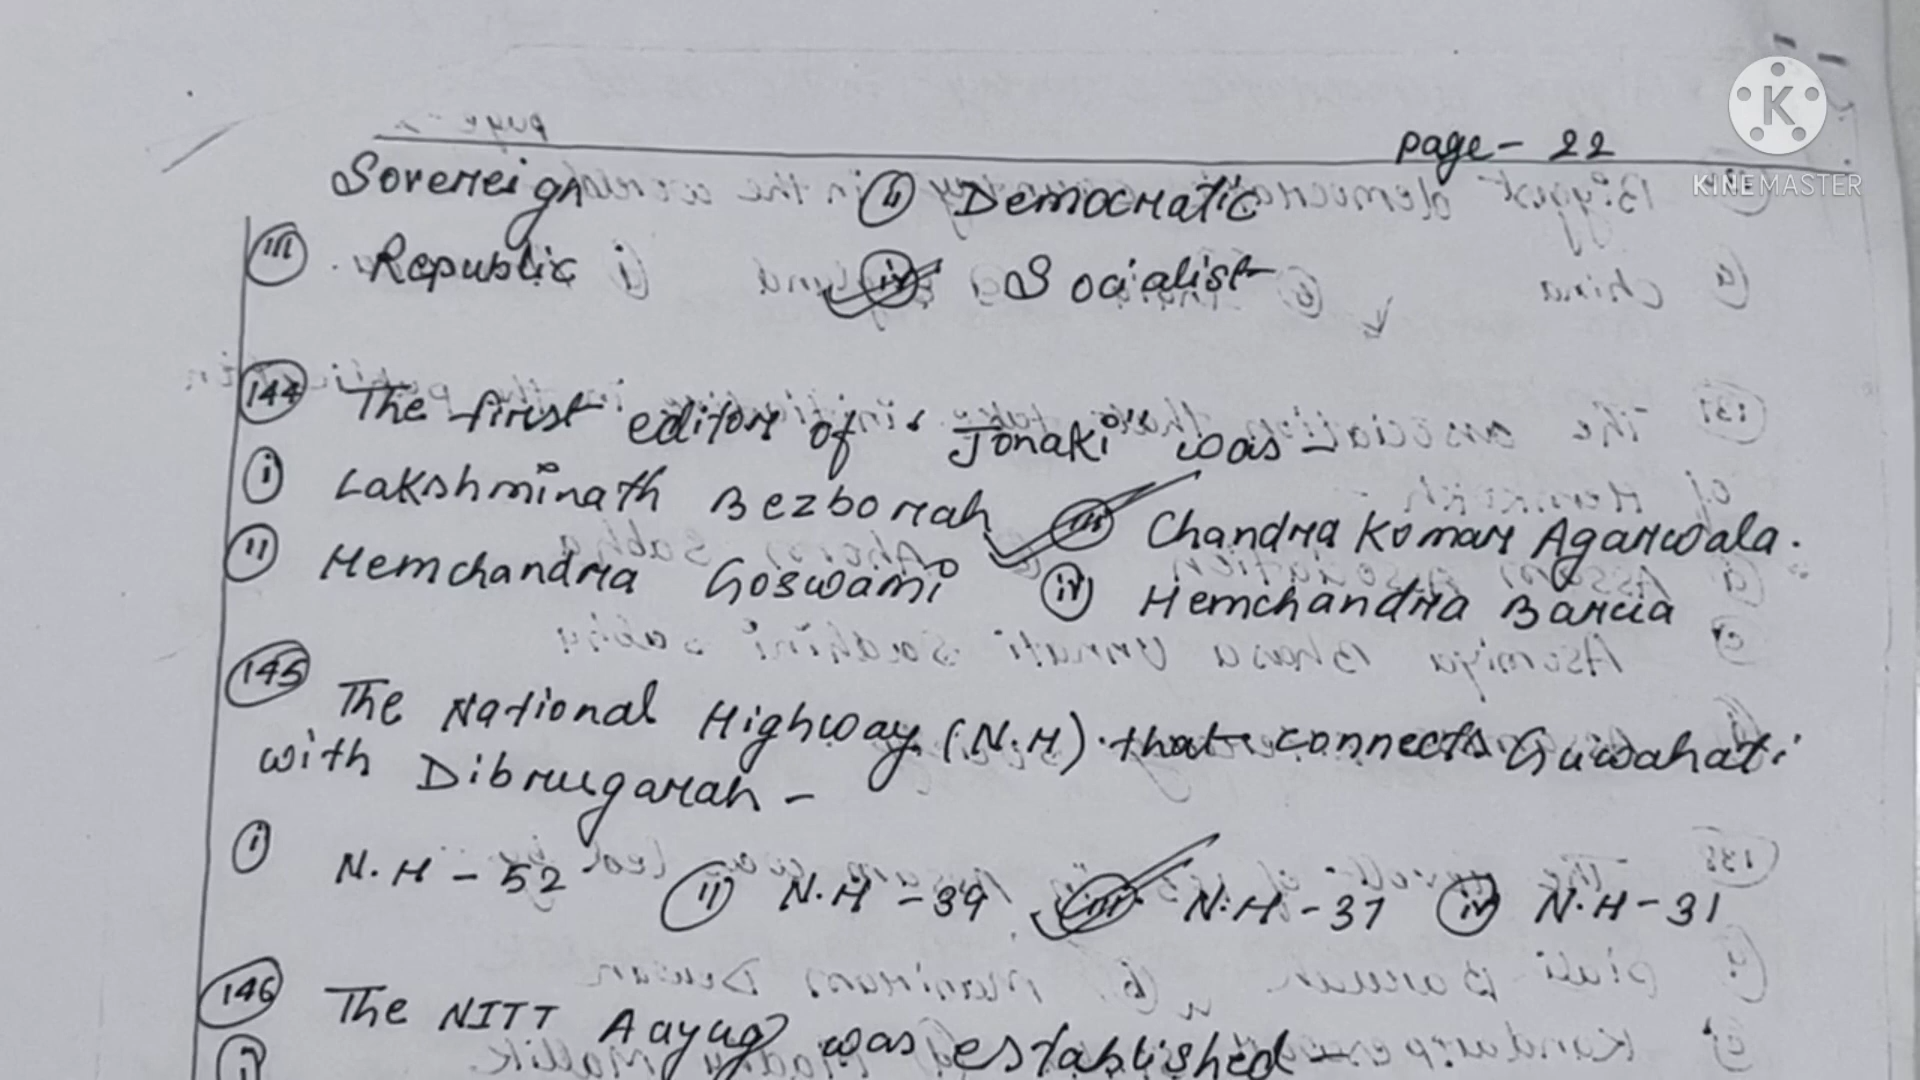 page - 22
Sovereign (ii) Democratic
(iii) Republic (iv) Socialist
(144) The first editor of "Jonaki" was -
(i) Lakshminath Bezborah (iii) Chandra Komar Agarwala.
(ii) Hemchandra Goswami (iv) Hemchandra Barua
(145) The National Highway (N.H) that connects Guwahati
with Dibrugarah -
(i) N.H - 52 (ii) N.H - 39 (iii) N.H - 37 (iv) N.H - 31
(146) The NITI Aayug was established -
(i)
KINEMASTER